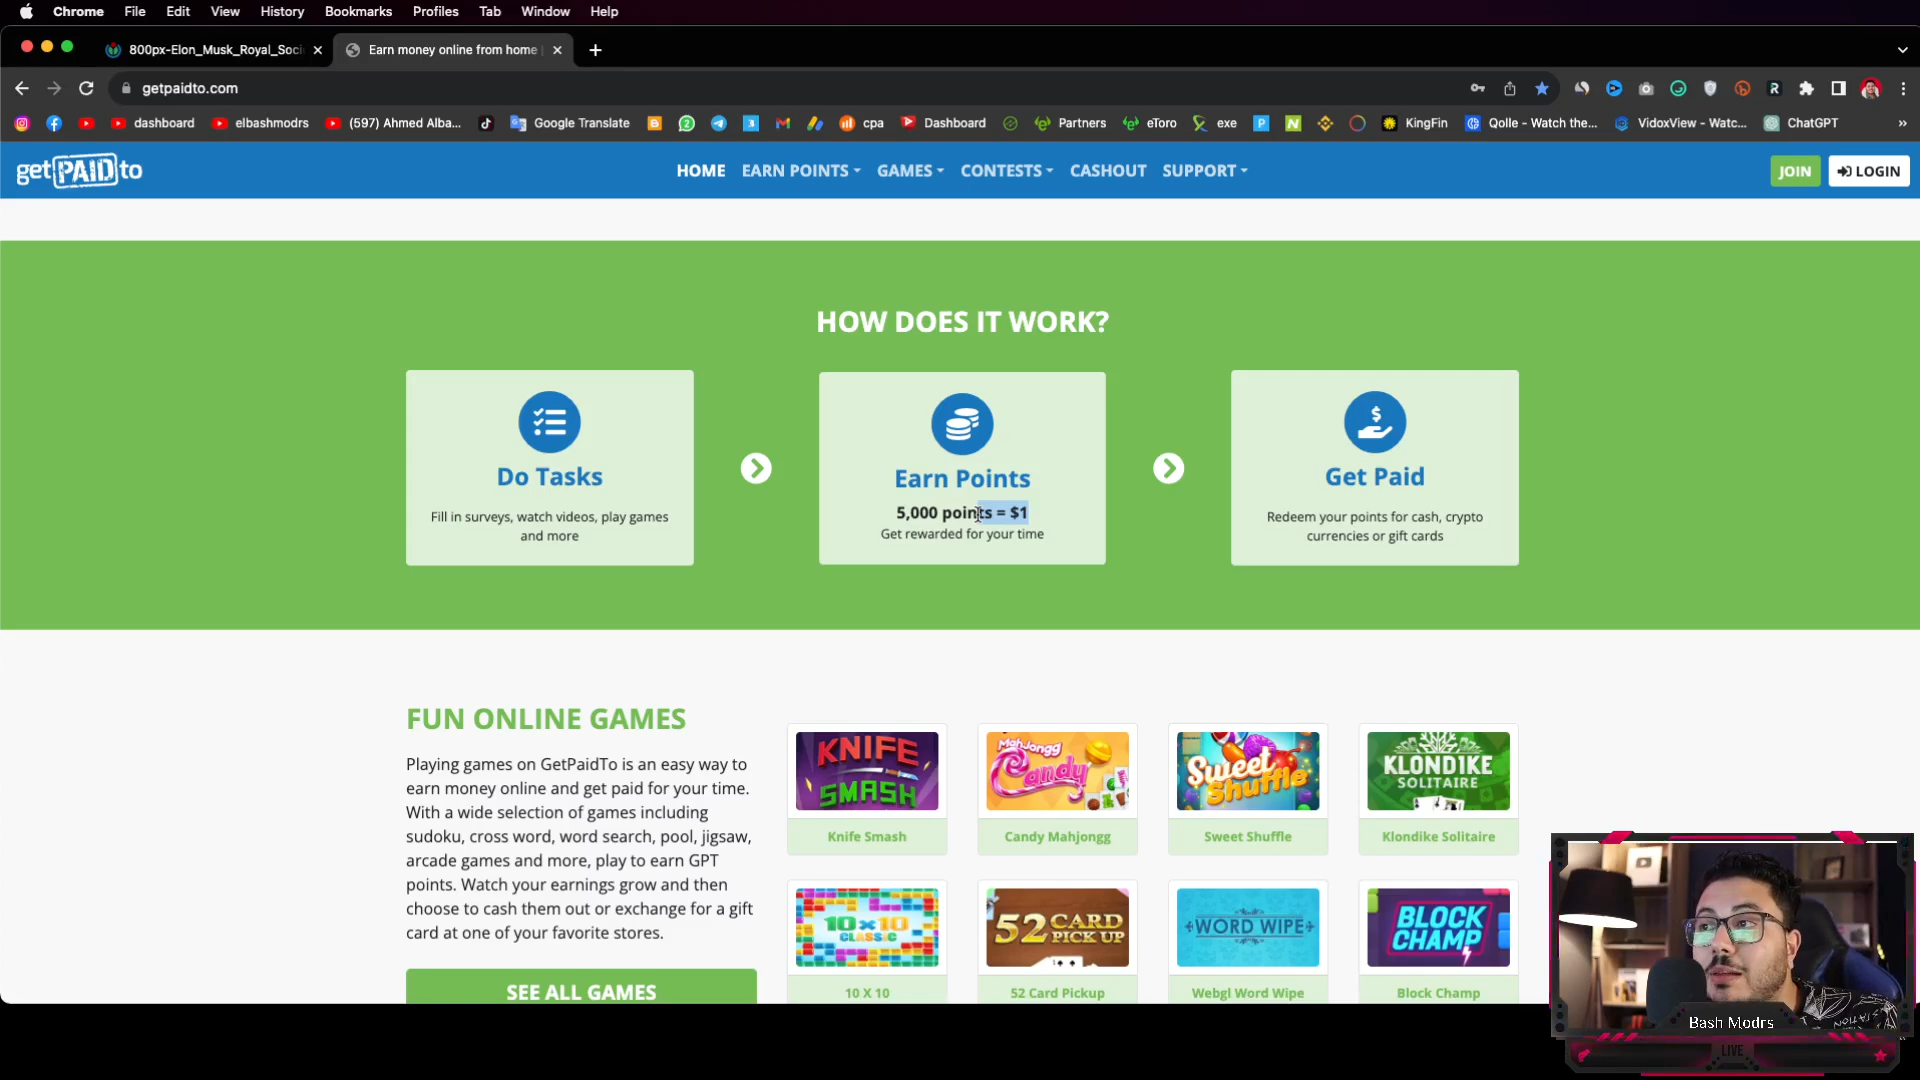 Chrome File Edit View History Bookmarks Profiles Tab Window Help
800px-Elon_Musk_Royal_Soci
Earn money online from home |
getpaidto.com
dashboard
elbashmodrs
(597) Ahmed Alba...
Google Translate
cpa
Dashboard
Partners
eToro
exe
KingFin
Qolle - Watch the...
VidoxView - Watc...
ChatGPT
getPAIDto
HOME EARN POINTS GAMES CONTESTS CASHOUT SUPPORT
JOIN
LOGIN
HOW DOES IT WORK?
Do Tasks
Fill in surveys, watch videos, play games
and more
Earn Points
5,000 points = $1
Get rewarded for your time
Get Paid
Redeem your points for cash, crypto
currencies or gift cards
FUN ONLINE GAMES
Playing games on GetPaidTo is an easy way to
earn money online and get paid for your time.
With a wide selection of games including
sudoku, cross word, word search, pool, jigsaw,
arcade games and more, play to earn GPT
points. Watch your earnings grow and then
choose to cash them out or exchange for a gift
card at one of your favorite stores.
SEE ALL GAMES
KNIFE
SMASH
Knife Smash
MahJongg
Candy
Candy Mahjongg
Sweet
Shuffle
Sweet Shuffle
KLONDIKE
SOLITAIRE
Klondike Solitaire
10x10
CLASSIC
10 X 10
52 CARD
PICK UP
52 Card Pickup
WORD WIPE
Webgl Word Wipe
BLOCK
CHAMP
Block Champ
Bash Modrs
LIVE